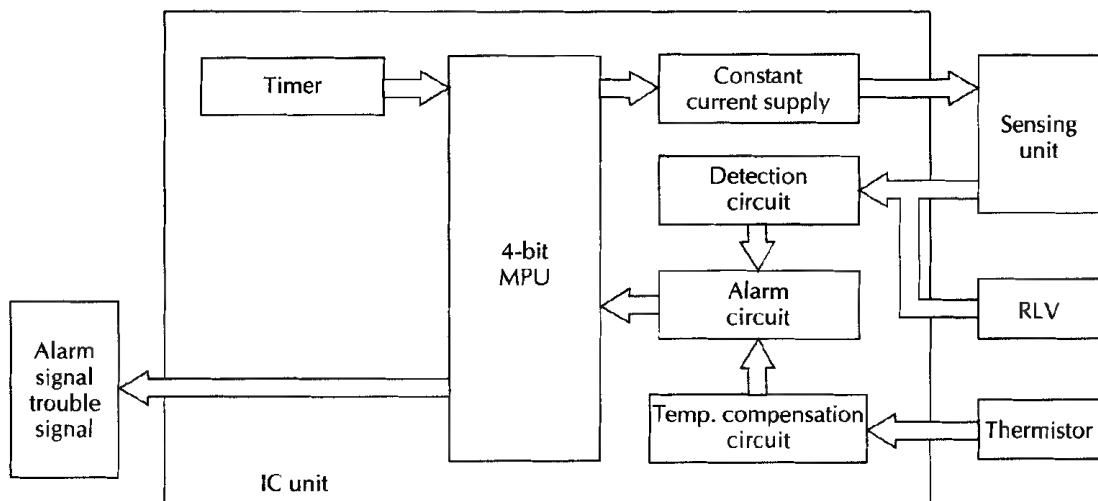 Timer
Constant
current supply
Sensing
unit
Detection
circuit
4-bit
MPU
Alarm
circuit
RLV
Alarm
signal
trouble
signal
Temp. compensation
circuit
Thermistor
IC unit